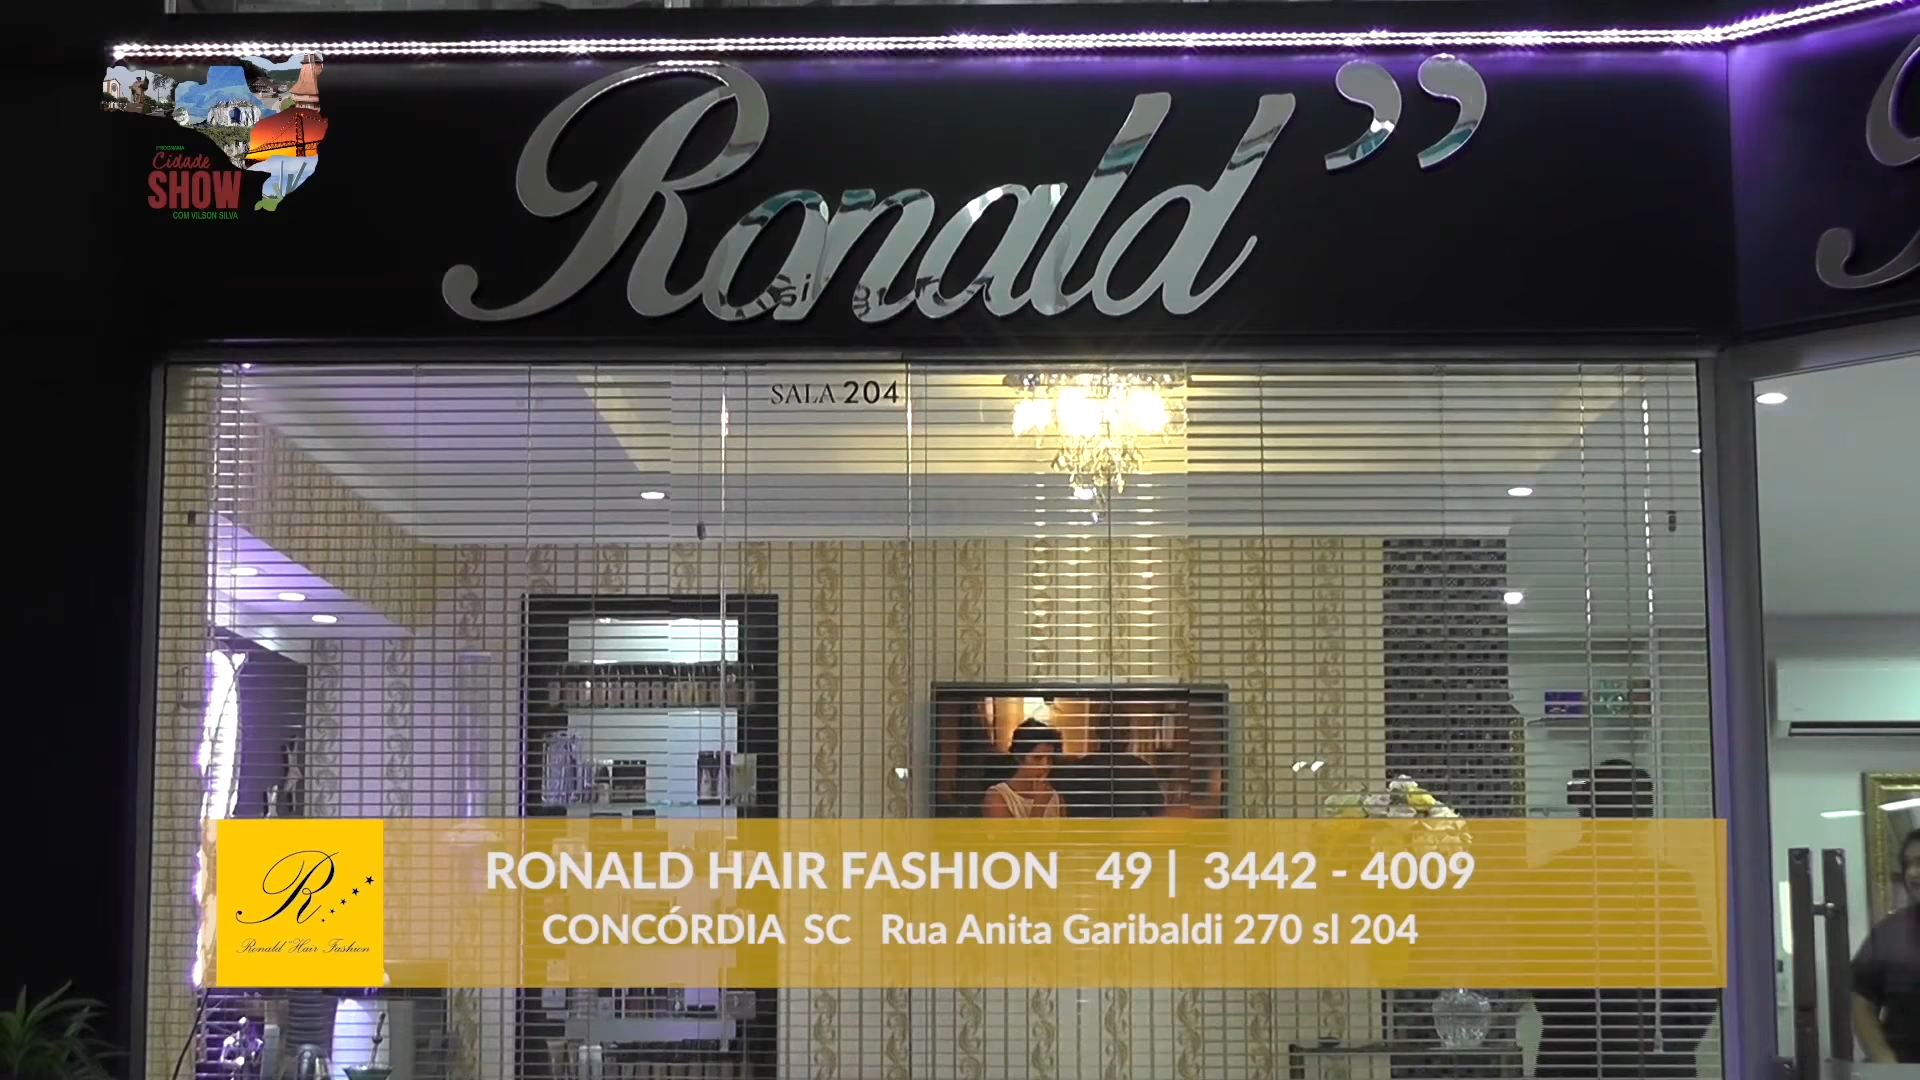 PROGRAMA
Cidade
SHOW
COM VILSON SILVA
Ronald”
SALA 204
R
Ronald”Hair Fashion
RONALD HAIR FASHION 49 | 3442 - 4009
CONCÓRDIA SC Rua Anita Garibaldi 270 sl 204